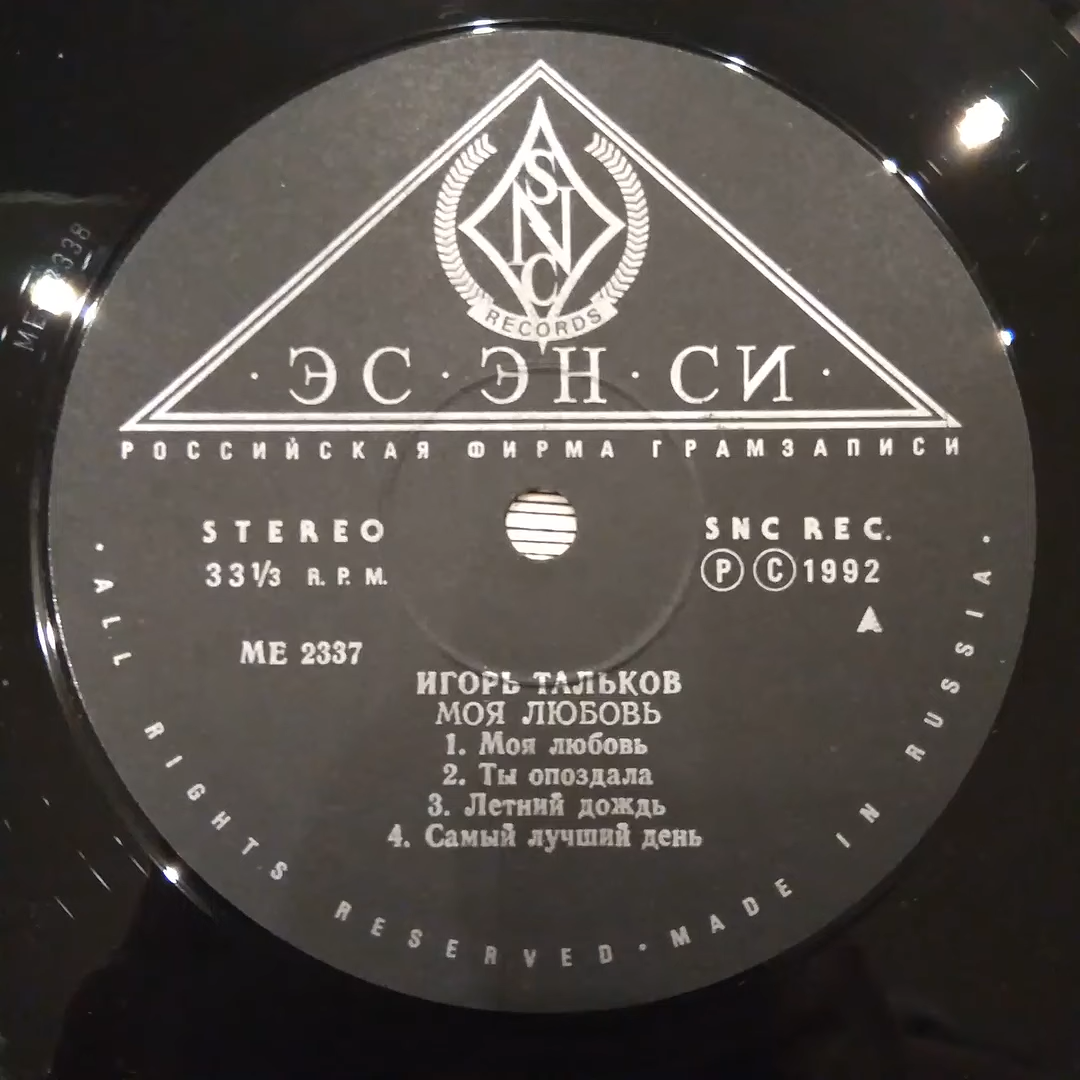 SNC
RECORDS
· ЭС · ЭН · СИ ·
РОССИЙСКАЯ ФИРМА ГРАМЗАПИСИ
STEREO
33 1/3 R. P. M.
SNC REC.
Ⓟ Ⓒ 1992
МЕ 2337
ИГОРЬ ТАЛЬКОВ
МОЯ ЛЮБОВЬ
1. Моя любовь
2. Ты опоздала
3. Летний дождь
4. Самый лучший день
· ALL RIGHTS RESERVED · MADE IN RUSSIA ·